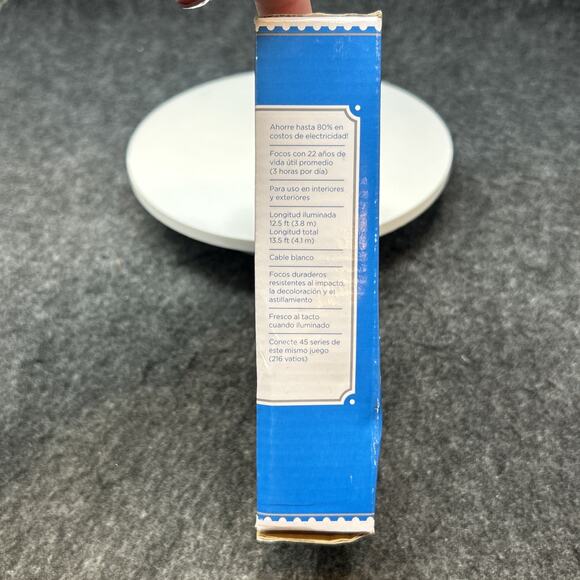 Ahorre hasta 80% en
costos de electricidad!
Focos con 22 años de
vida útil promedio
(3 horas por día)
Para uso en interiores
y exteriores
Longitud iluminada
12.5 ft (3.8 m)
Longitud total
13.5 ft (4.1 m)
Cable blanco
Focos duraderos
resistentes al impacto,
la decoloración y el
astillamiento
Fresco al tacto
cuando iluminado
Conecte 45 series de
este mismo juego
(216 vatios)